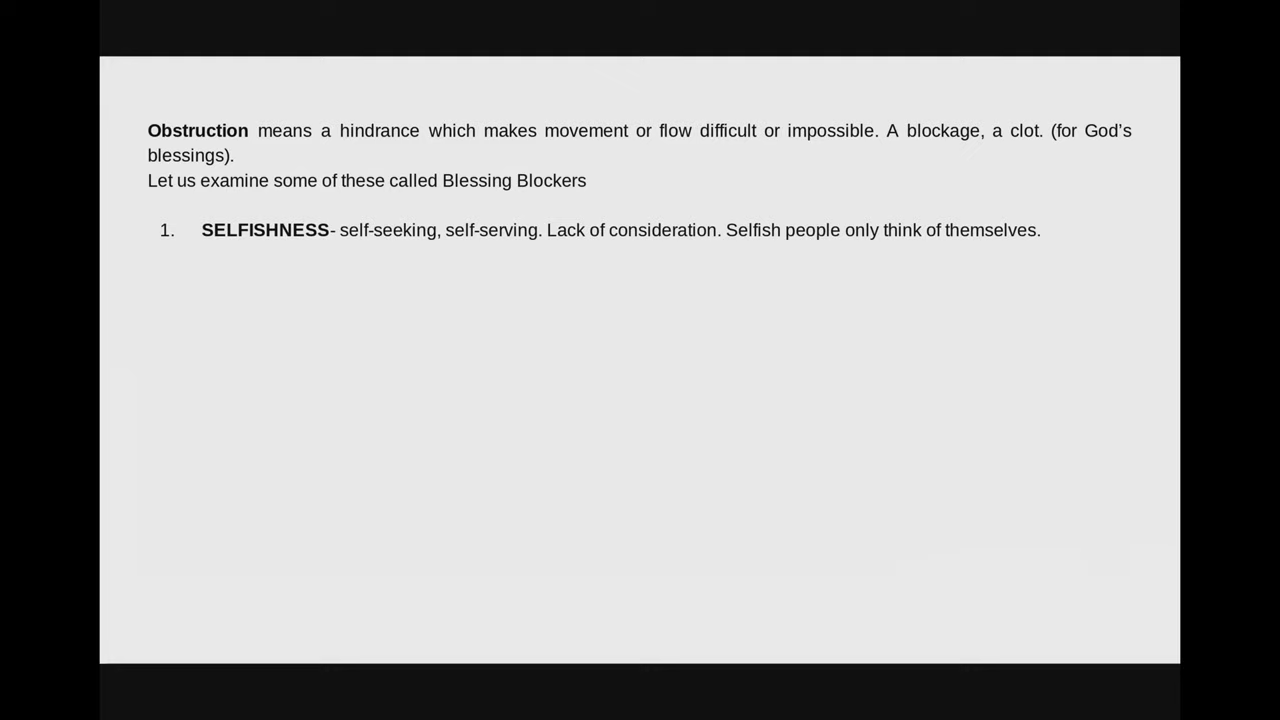 Obstruction means a hindrance which makes movement or flow difficult or impossible. A blockage, a clot. (for God's
blessings).
Let us examine some of these called Blessing Blockers
1. SELFISHNESS- self-seeking, self-serving. Lack of consideration. Selfish people only think of themselves.